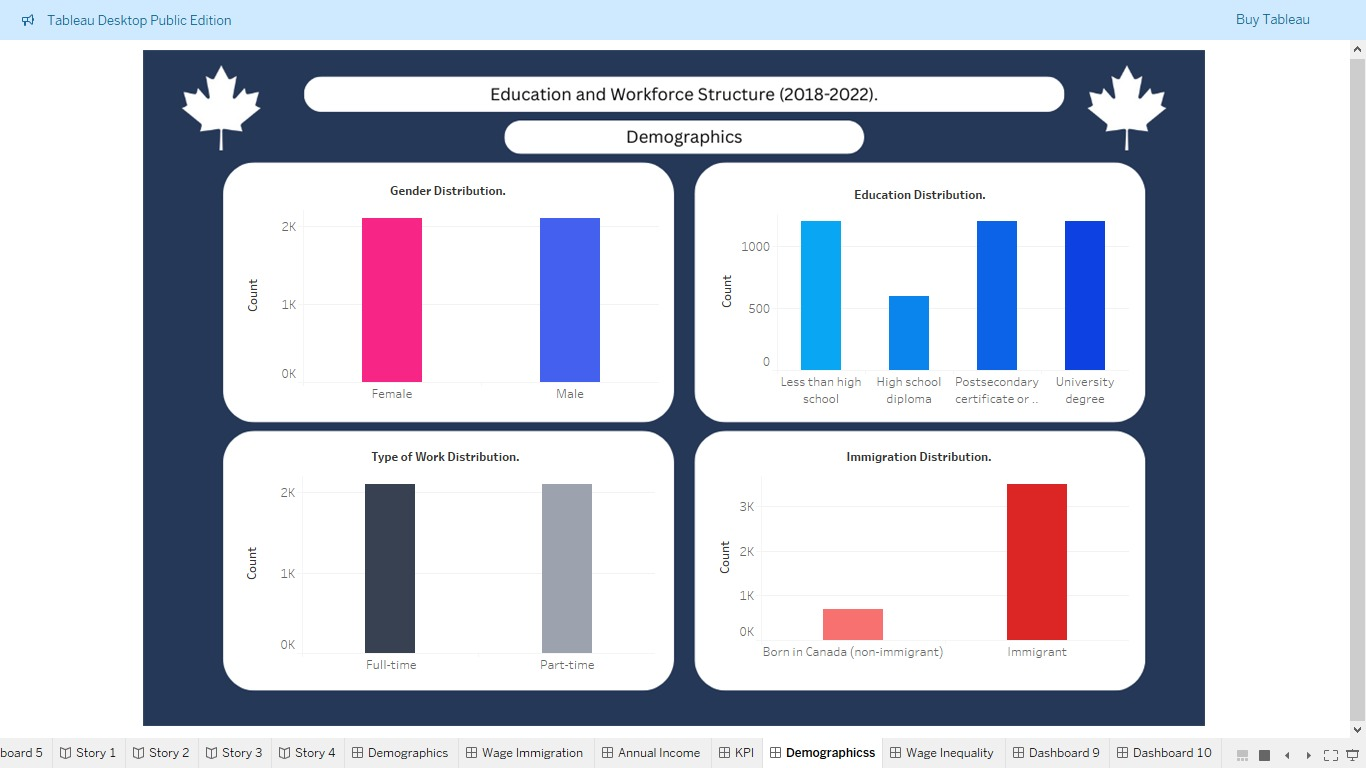 Tableau Desktop Public Edition
Buy Tableau
Education and Workforce Structure (2018-2022).
Demographics
Gender Distribution.
2K
1K
0K
Count
Female Male
Education Distribution.
1000
500
0
Count
Less than high High school Postsecondary University
school diploma certificate or .. degree
Type of Work Distribution.
2K
1K
0K
Count
Full-time Part-time
Immigration Distribution.
3K
2K
1K
0K
Count
Born in Canada (non-immigrant) Immigrant
board 5 Story 1 Story 2 Story 3 Story 4 Demographics Wage Immigration Annual Income KPI Demographicss Wage Inequality Dashboard 9 Dashboard 10